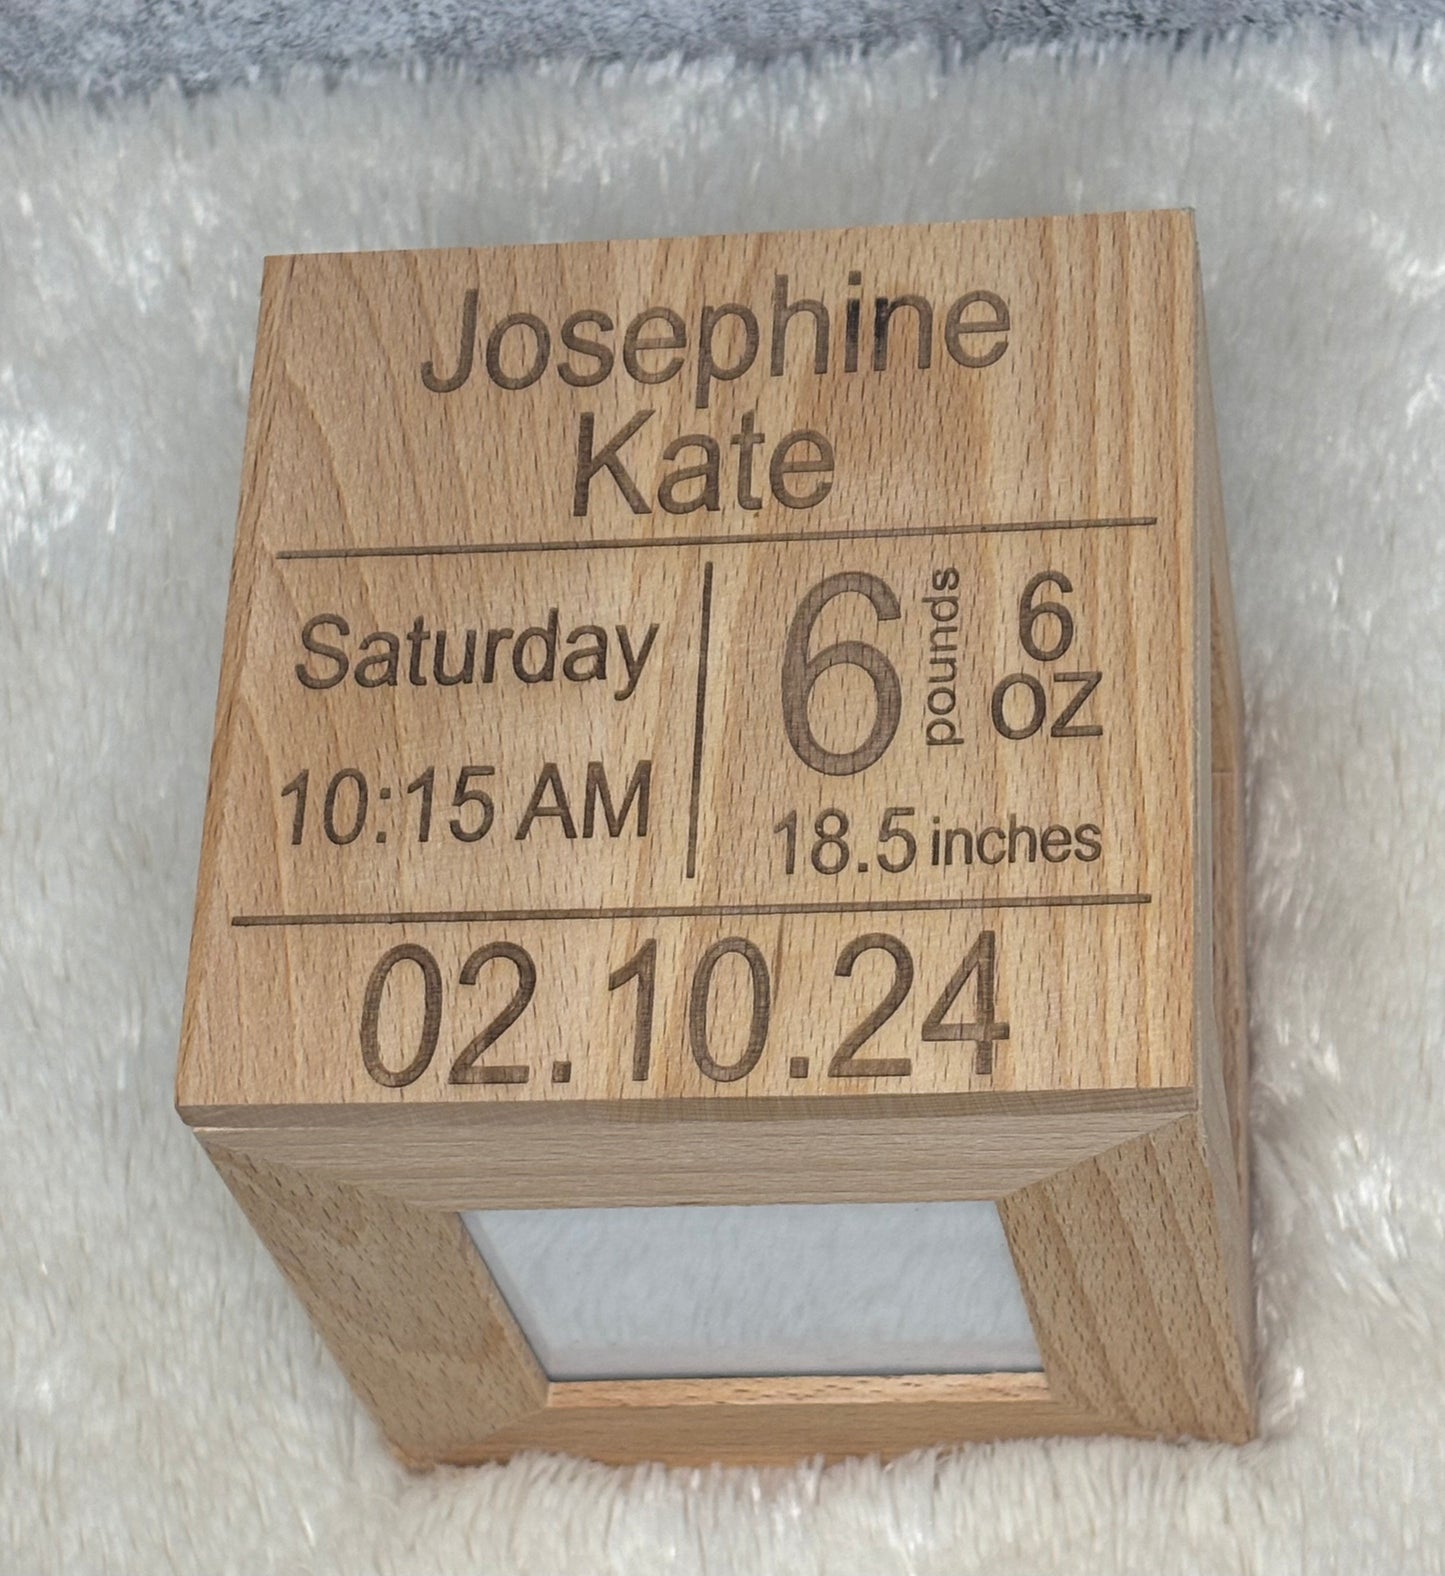 Josephine
Kate
Saturday
10:15 AM
6 pounds 6 oz
18.5 inches
02.10.24